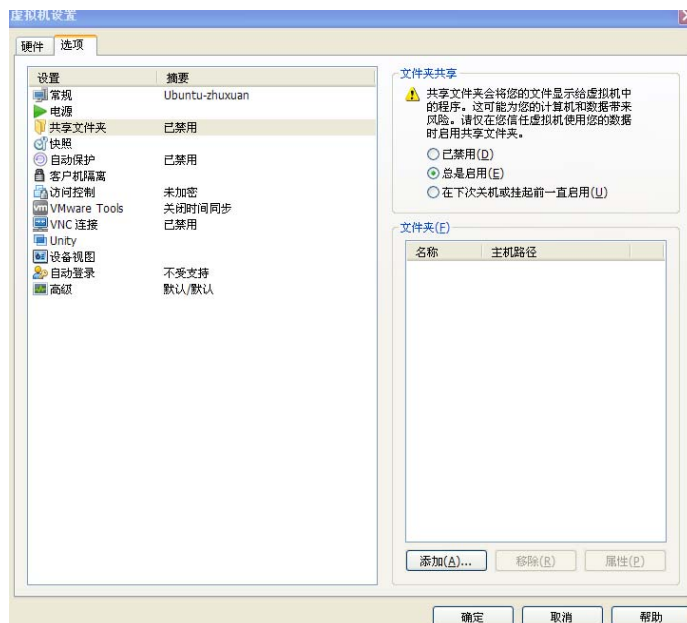 虚拟机设置
硬件 选项
设置 摘要
常规 Ubuntu-zhuxuan
电源
共享文件夹 已禁用
快照
自动保护 已禁用
客户机隔离
访问控制 未加密
VMware Tools 关闭时间同步
VNC 连接 已禁用
Unity
设备视图
自动登录 不受支持
高级 默认/默认
文件夹共享
共享文件夹会将您的文件显示给虚拟机中
的程序。这可能为您的计算机和数据带来
风险。请仅在您信任虚拟机使用您的数据
时启用共享文件夹。
已禁用(D)
总是启用(E)
在下次关机或挂起前一直启用(U)
文件夹(F)
名称 主机路径
添加(A)... 移除(R) 属性(P)
确定 取消 帮助